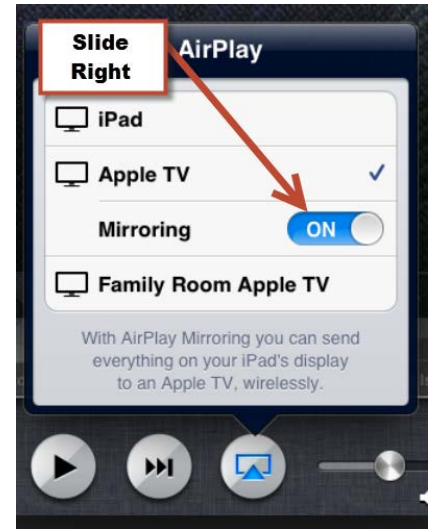 Slide
Right
AirPlay
iPad
Apple TV
Mirroring
ON
Family Room Apple TV
With AirPlay Mirroring you can send
everything on your iPad's display
to an Apple TV, wirelessly.